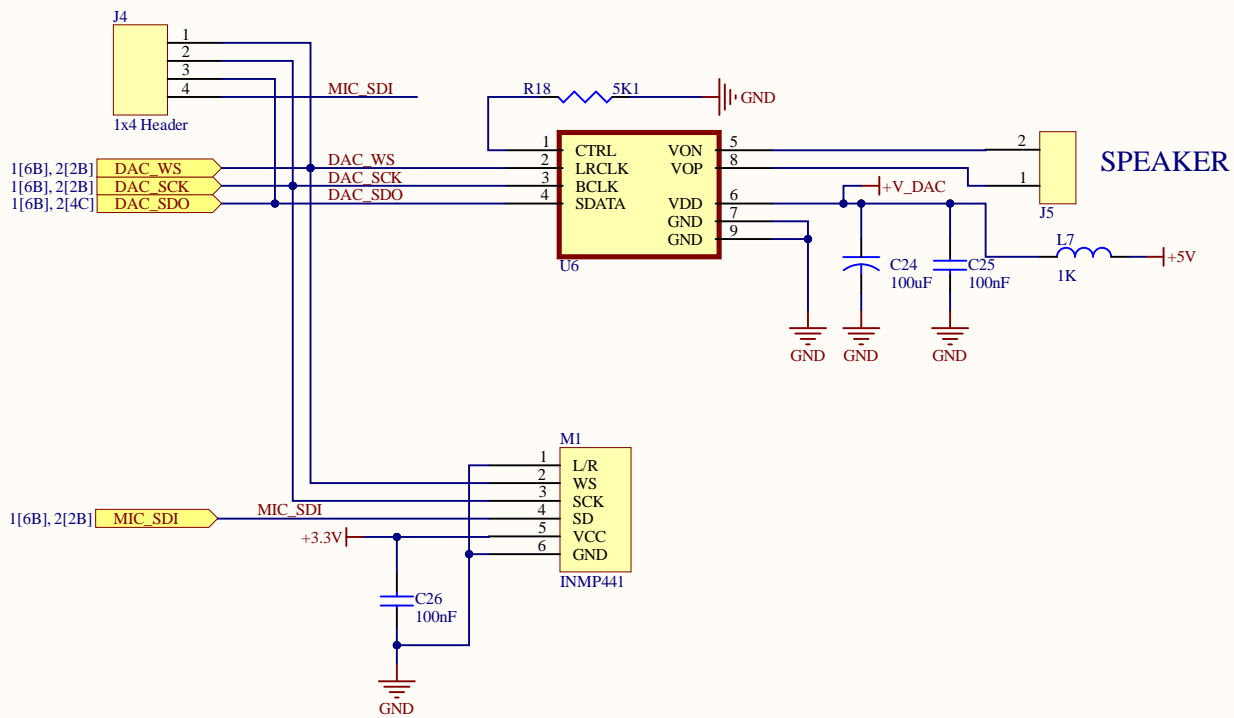 J4
1
2
3
4
MIC_SDI
1x4 Header
R18 5K1
GND
1[6B], 2[2B] DAC_WS
DAC_WS
1[6B], 2[2B] DAC_SCK
DAC_SCK
1[6B], 2[4C] DAC_SDO
DAC_SDO
1 CTRL
2 LRCLK
3 BCLK
4 SDATA
VON 5
VOP 8
VDD 6
GND 7
GND 9
U6
2
1
J5
SPEAKER
+V_DAC
L7
1K
+5V
C24
100uF
C25
100nF
GND
GND
GND
M1
1 L/R
2 WS
3 SCK
4 SD
5 VCC
6 GND
INMP441
1[6B], 2[2B] MIC_SDI
MIC_SDI
+3.3V
C26
100nF
GND